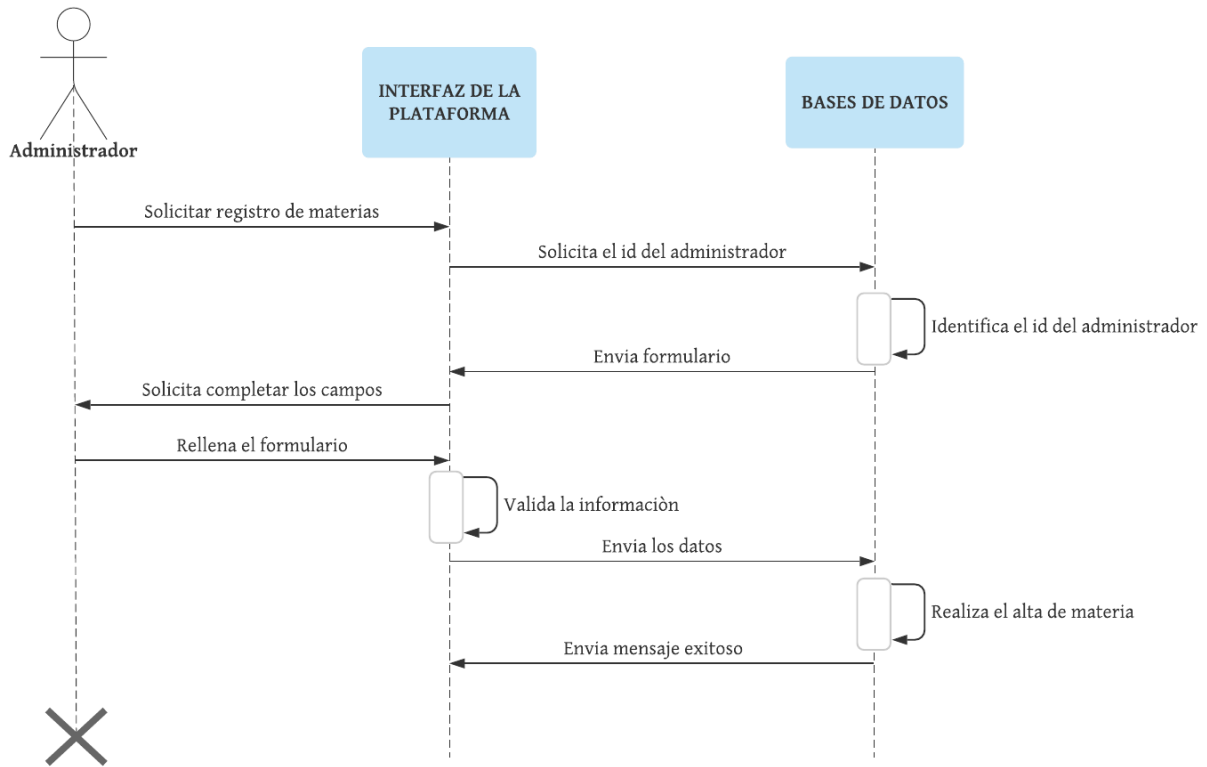 INTERFAZ DE LA
PLATAFORMA
BASES DE DATOS
Administrador
Solicitar registro de materias
Solicita el id del administrador
Identifica el id del administrador
Envia formulario
Solicita completar los campos
Rellena el formulario
Valida la informaciòn
Envia los datos
Realiza el alta de materia
Envia mensaje exitoso